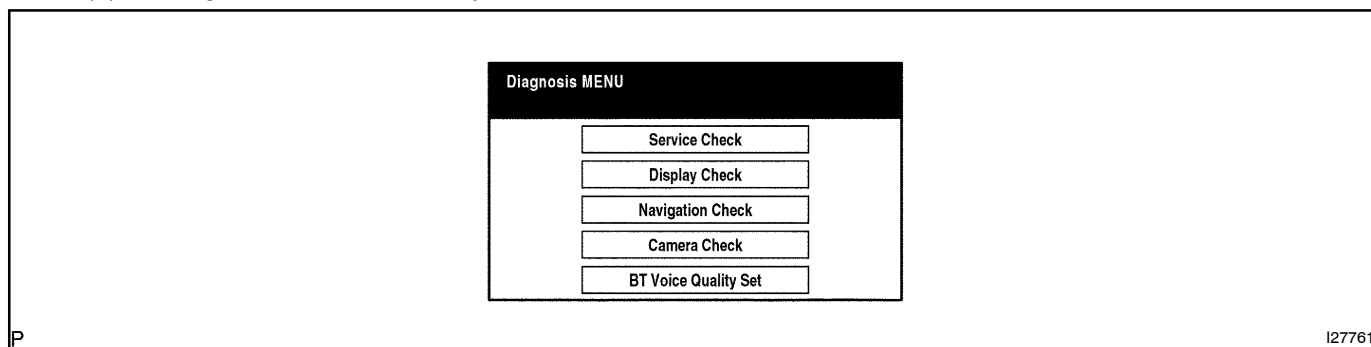 Diagnosis MENU
Service Check
Display Check
Navigation Check
Camera Check
BT Voice Quality Set
P
I27761